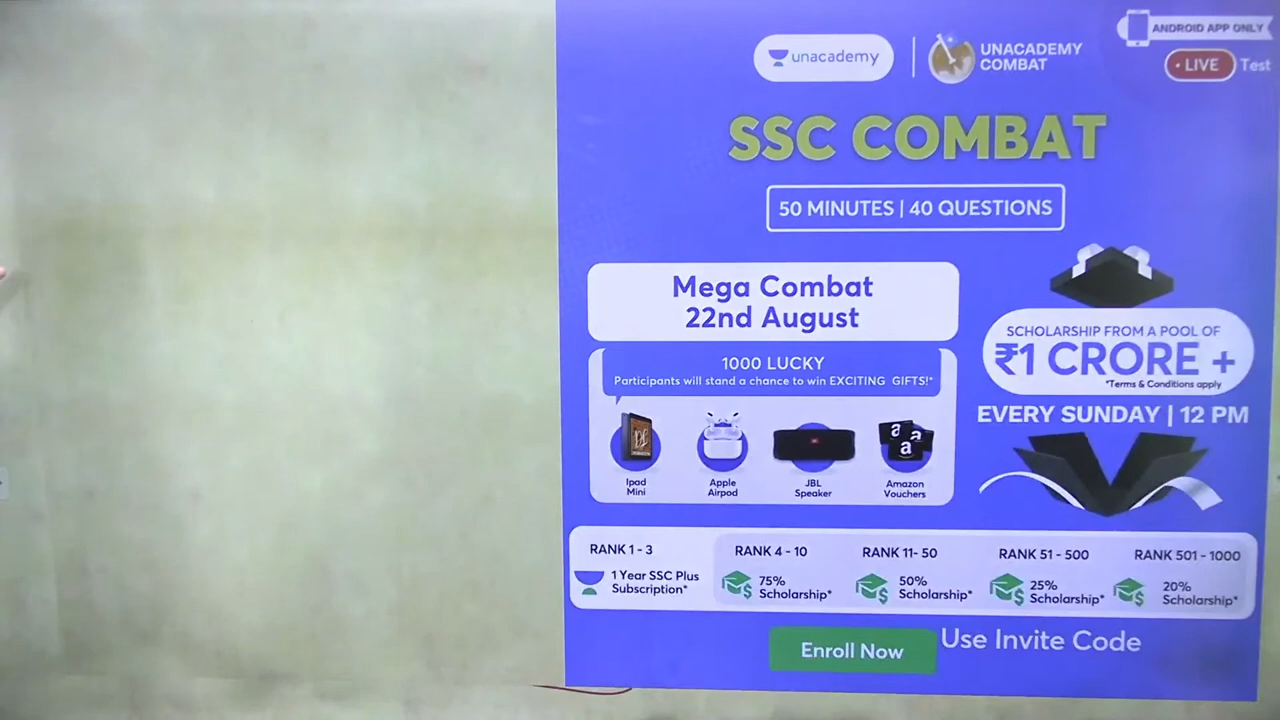 ANDROID APP ONLY
unacademy
UNACADEMY
COMBAT
• LIVE Test
SSC COMBAT
50 MINUTES | 40 QUESTIONS
Mega Combat
22nd August
1000 LUCKY
Participants will stand a chance to win EXCITING GIFTS!*
Ipad
Mini
Apple
Airpod
JBL
Speaker
Amazon
Vouchers
SCHOLARSHIP FROM A POOL OF
₹1 CRORE +
*Terms & Conditions apply
EVERY SUNDAY | 12 PM
RANK 1 - 3
1 Year SSC Plus
Subscription*
RANK 4 - 10
75%
Scholarship*
RANK 11- 50
50%
Scholarship*
RANK 51 - 500
25%
Scholarship*
RANK 501 - 1000
20%
Scholarship*
Enroll Now
Use Invite Code